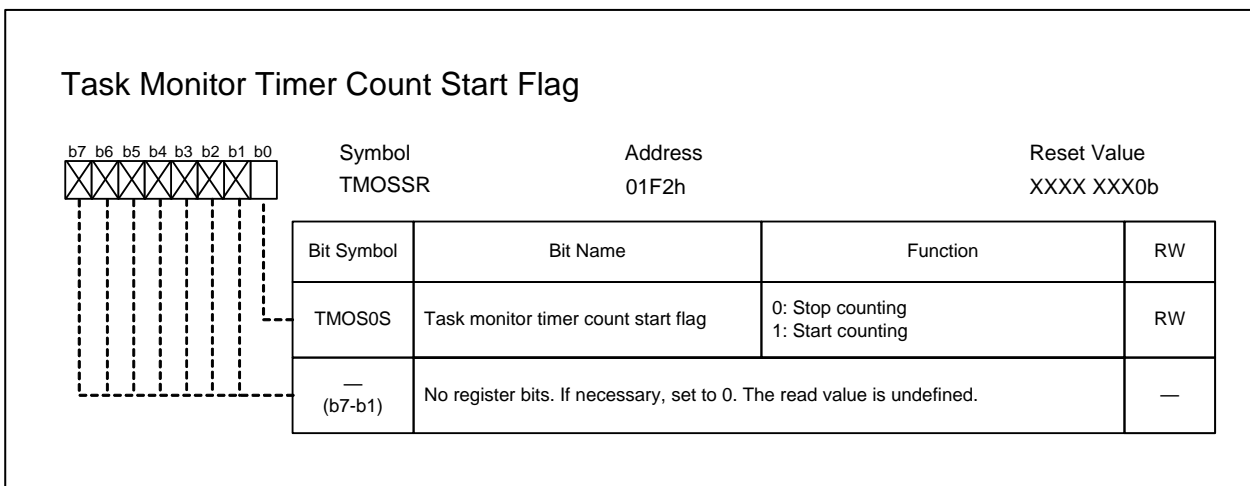 Task Monitor Timer Count Start Flag
b7 b6 b5 b4 b3 b2 b1 b0
Symbol Address Reset Value
TMOSSR 01F2h XXXX XXX0b
Bit Symbol Bit Name Function RW
TMOS0S Task monitor timer count start flag 0: Stop counting
1: Start counting RW
—
(b7-b1) No register bits. If necessary, set to 0. The read value is undefined. —